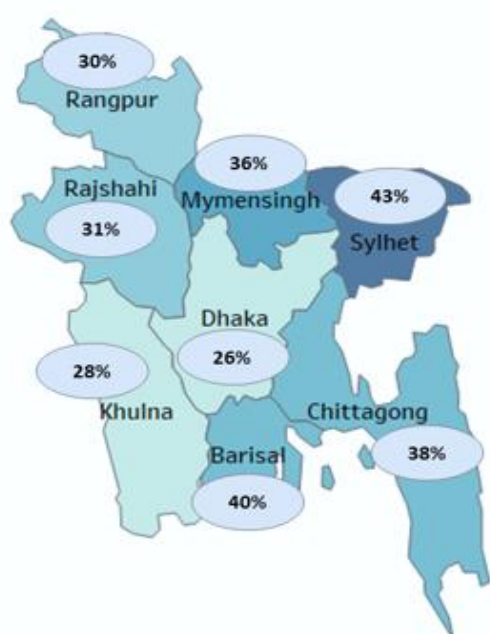 30%
Rangpur
36%
Rajshahi
Mymensingh
43%
31%
Sylhet
Dhaka
26%
28%
Khulna
Chittagong
38%
Barisal
40%